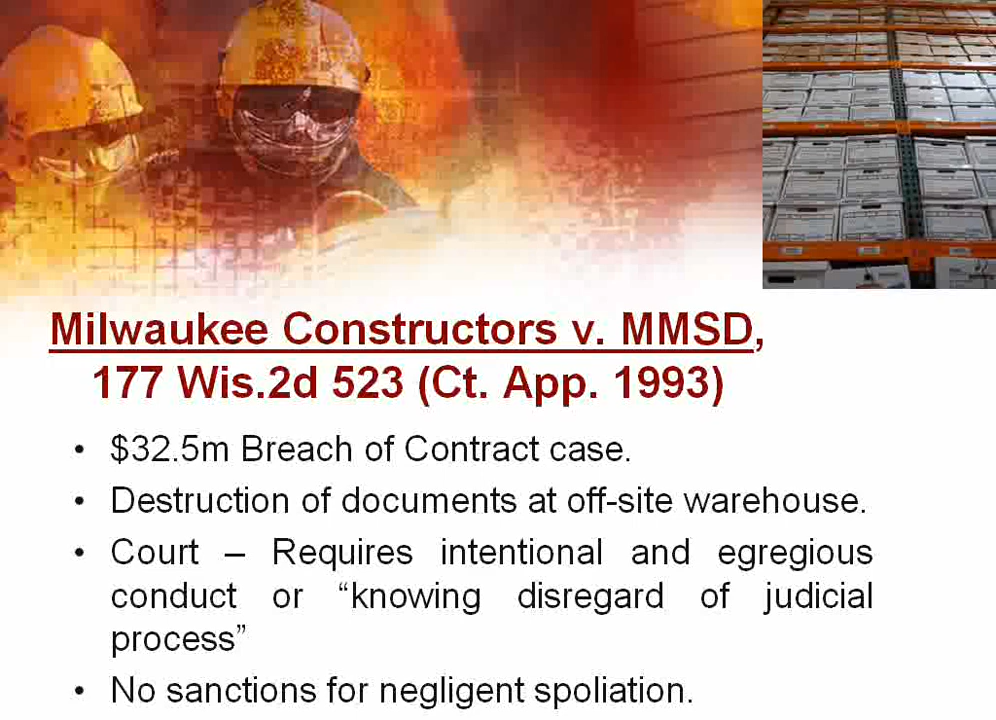 Milwaukee Constructors v. MMSD,
177 Wis.2d 523 (Ct. App. 1993)
• $32.5m Breach of Contract case.
• Destruction of documents at off-site warehouse.
• Court – Requires intentional and egregious
conduct or “knowing disregard of judicial
process”
• No sanctions for negligent spoliation.